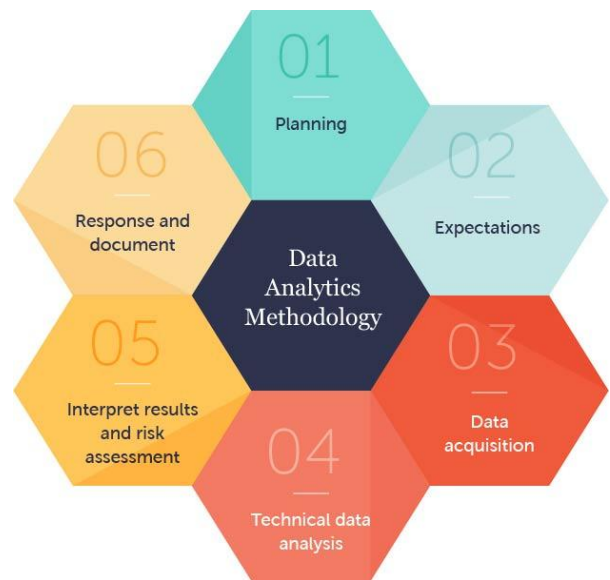 01
Planning
02
Expectations
03
Data
acquisition
04
Technical data
analysis
05
Interpret results
and risk
assessment
06
Response and
document
Data
Analytics
Methodology